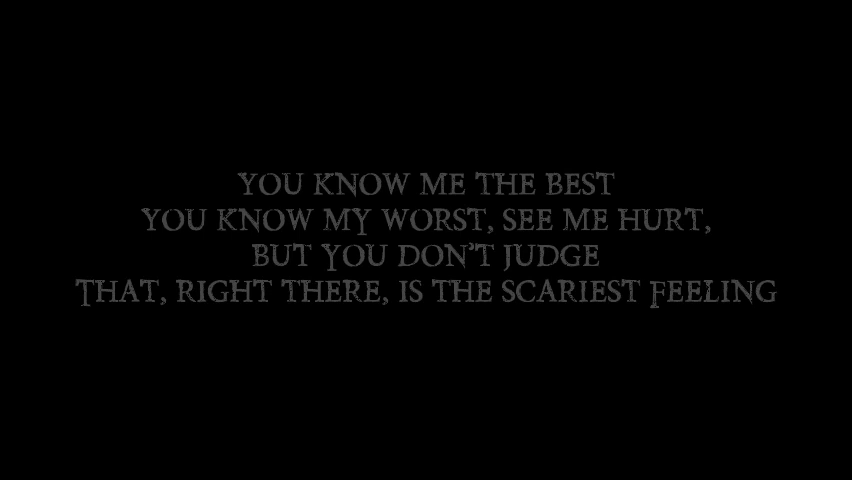 YOU KNOW ME THE BEST
YOU KNOW MY WORST, SEE ME HURT,
BUT YOU DON'T JUDGE
THAT, RIGHT THERE, IS THE SCARIEST FEELING